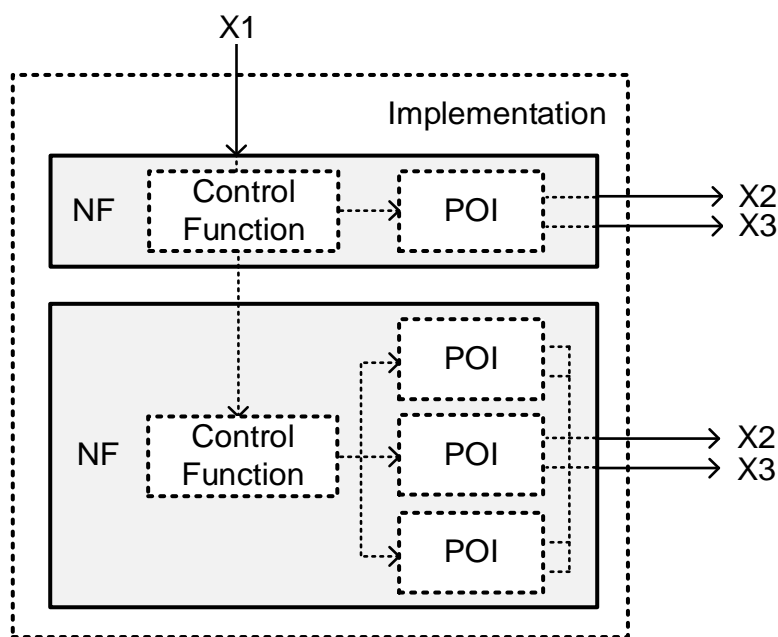 X1
Implementation
NF
Control
Function
POI
X2
X3
POI
NF
Control
Function
POI
X2
X3
POI